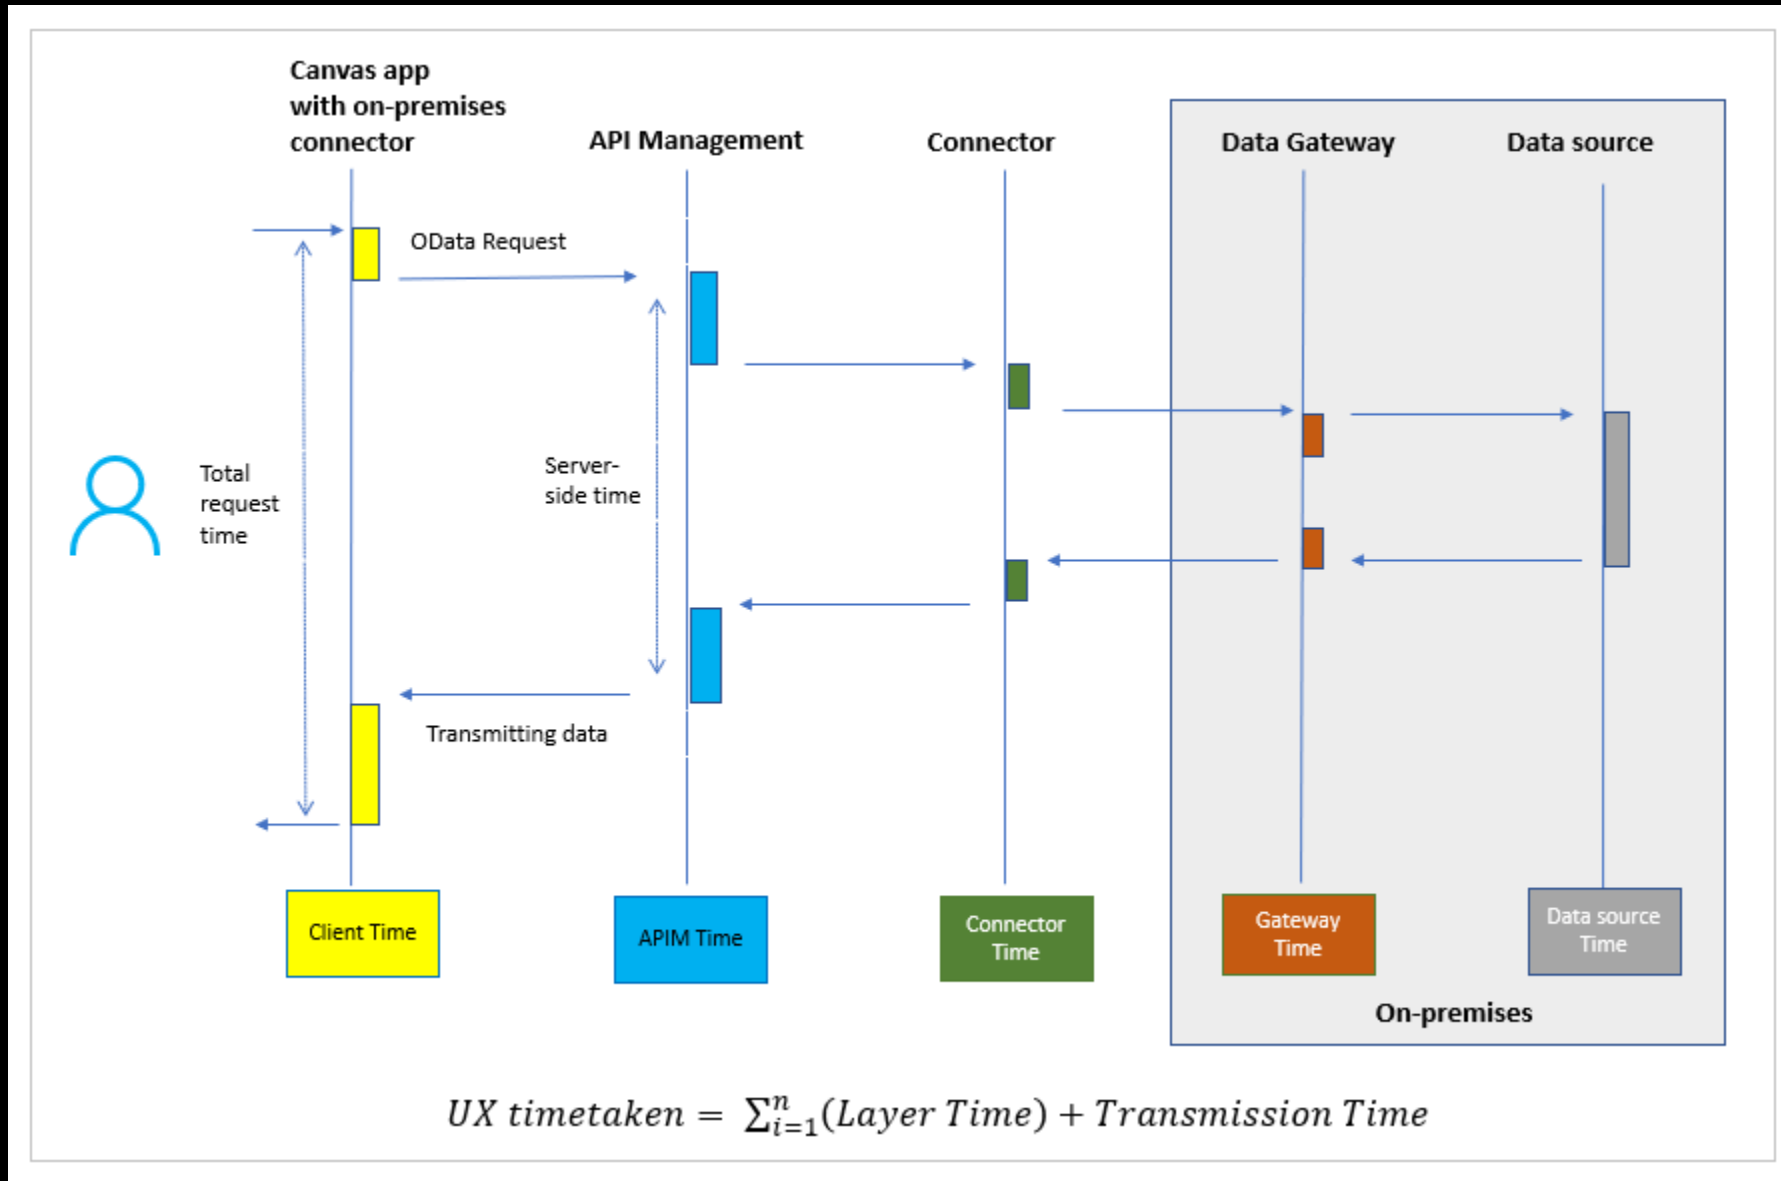 Canvas app
with on-premises
connector
API Management
Connector
Data Gateway
Data source
OData Request
Total
request
time
Server-
side time
Transmitting data
Client Time
APIM Time
Connector
Time
Gateway
Time
Data source
Time
On-premises
UX timetaken = ∑ⁿᵢ₌₁(Layer Time) + Transmission Time